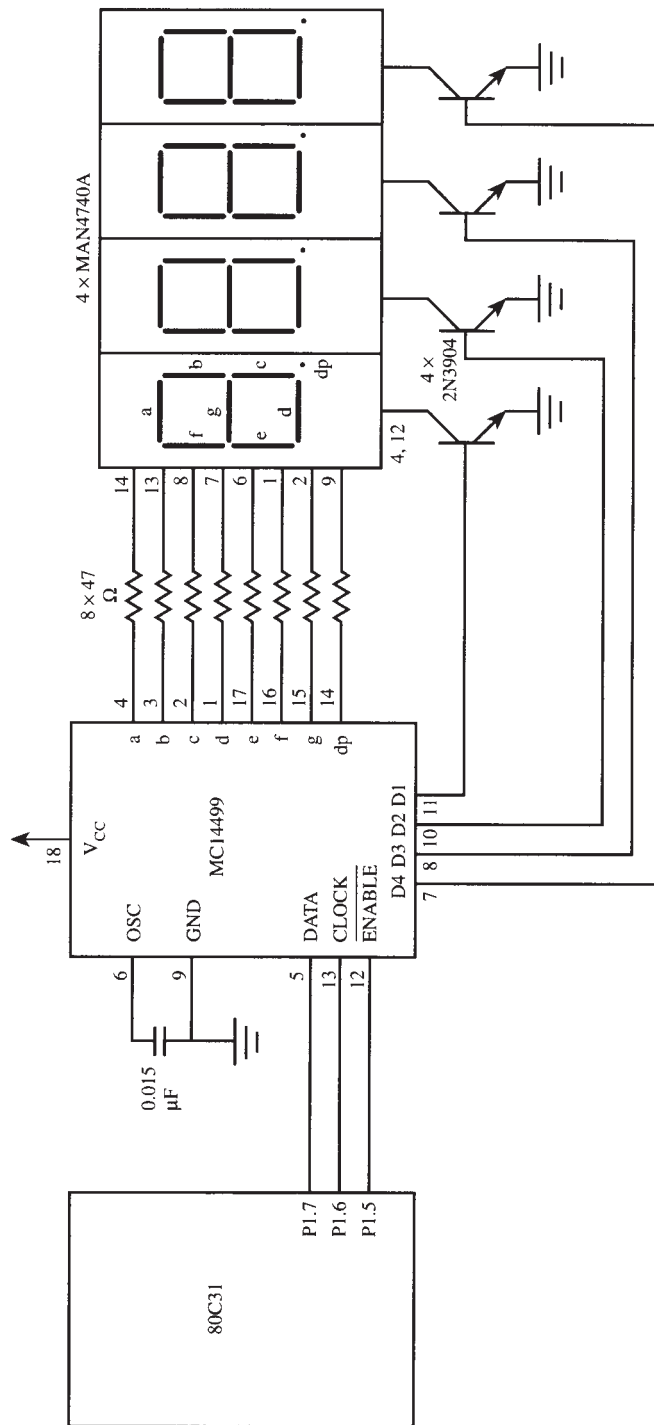 80C31
P1.7
P1.6
P1.5
0.015
µF
6
9
5
13
12
OSC
GND
DATA
CLOCK
ENABLE
18
VCC
MC14499
a
b
c
d
e
f
g
dp
D4 D3 D2 D1
7
8
10
11
4
3
2
1
17
16
15
14
8 × 47
Ω
14
13
8
7
6
1
2
9
4 × MAN4740A
a
b
f
g
c
e
d
dp
4, 12
4 ×
2N3904